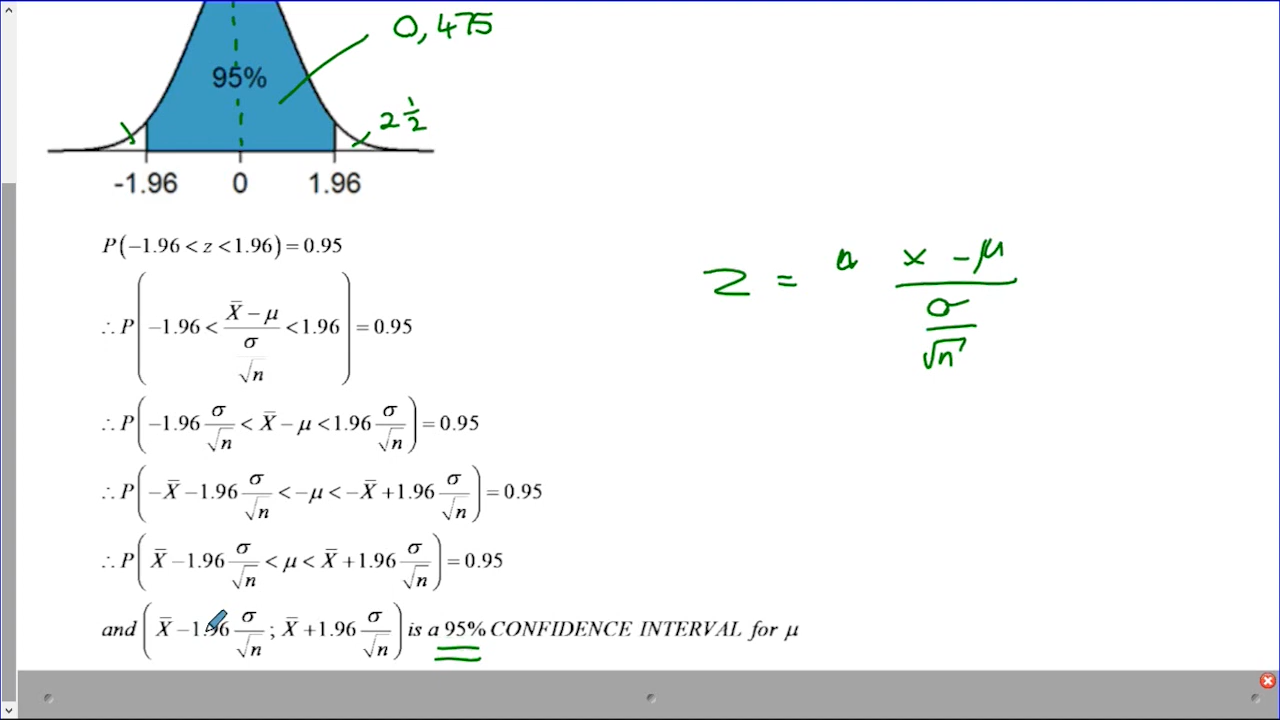 0,475
95%
2 1/2
-1.96 0 1.96
P(−1.96 < z < 1.96) = 0.95
∴ P( −1.96 < (X̄ − μ)/(σ/√n) < 1.96 ) = 0.95
z = x − μ / (σ/√n)
∴ P( −1.96 σ/√n < X̄ − μ < 1.96 σ/√n ) = 0.95
∴ P( −X̄ − 1.96 σ/√n < −μ < −X̄ + 1.96 σ/√n ) = 0.95
∴ P( X̄ − 1.96 σ/√n < μ < X̄ + 1.96 σ/√n ) = 0.95
and ( X̄ − 1.96 σ/√n ; X̄ + 1.96 σ/√n ) is a 95% CONFIDENCE INTERVAL for μ